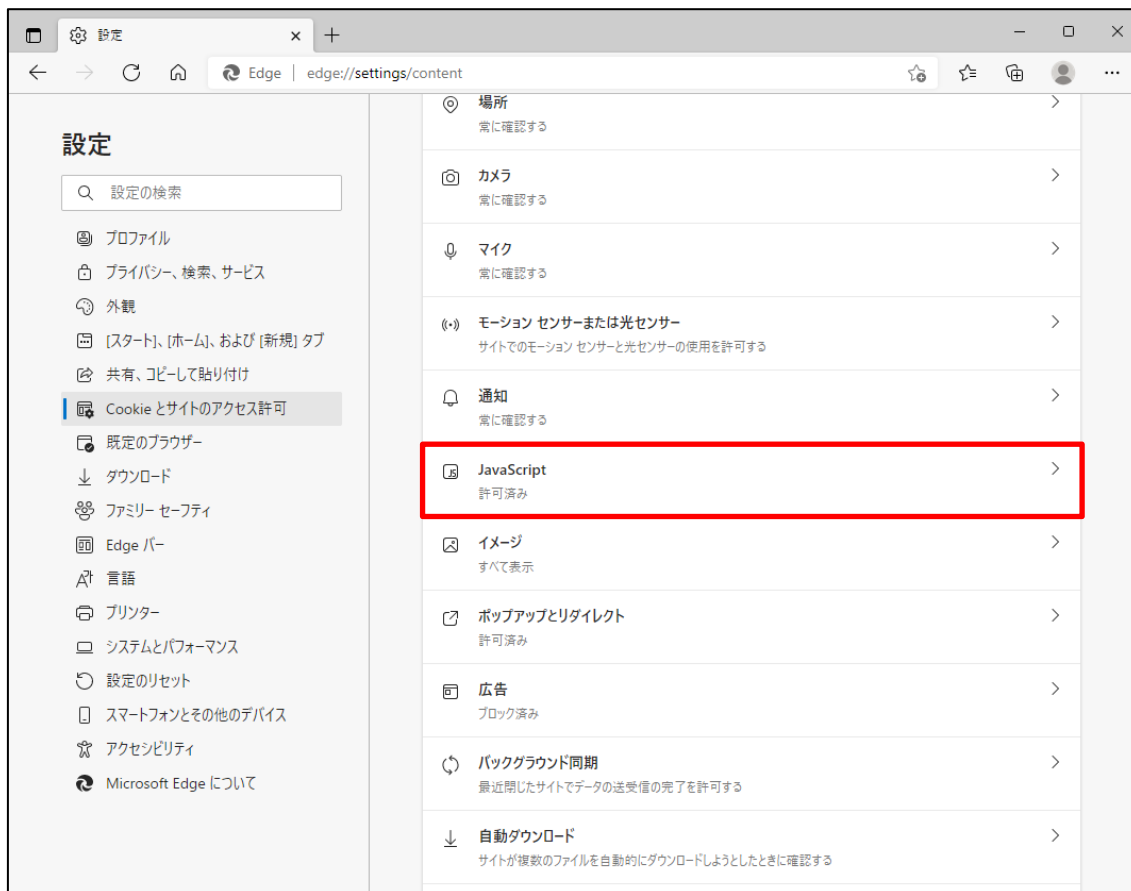 設定
Edge
edge://settings/content
設定
設定の検索
プロファイル
プライバシー、検索、サービス
外観
[スタート]、[ホーム]、および [新規] タブ
共有、コピーして貼り付け
Cookie とサイトのアクセス許可
既定のブラウザー
ダウンロード
ファミリー セーフティ
Edge バー
言語
プリンター
システムとパフォーマンス
設定のリセット
スマートフォンとその他のデバイス
アクセシビリティ
Microsoft Edge について
場所
常に確認する
カメラ
常に確認する
マイク
常に確認する
モーション センサーまたは光センサー
サイトでのモーション センサーと光センサーの使用を許可する
通知
常に確認する
JS
JavaScript
許可済み
イメージ
すべて表示
ポップアップとリダイレクト
許可済み
広告
ブロック済み
バックグラウンド同期
最近閉じたサイトでデータの送受信の完了を許可する
自動ダウンロード
サイトが複数のファイルを自動的にダウンロードしようとしたときに確認する